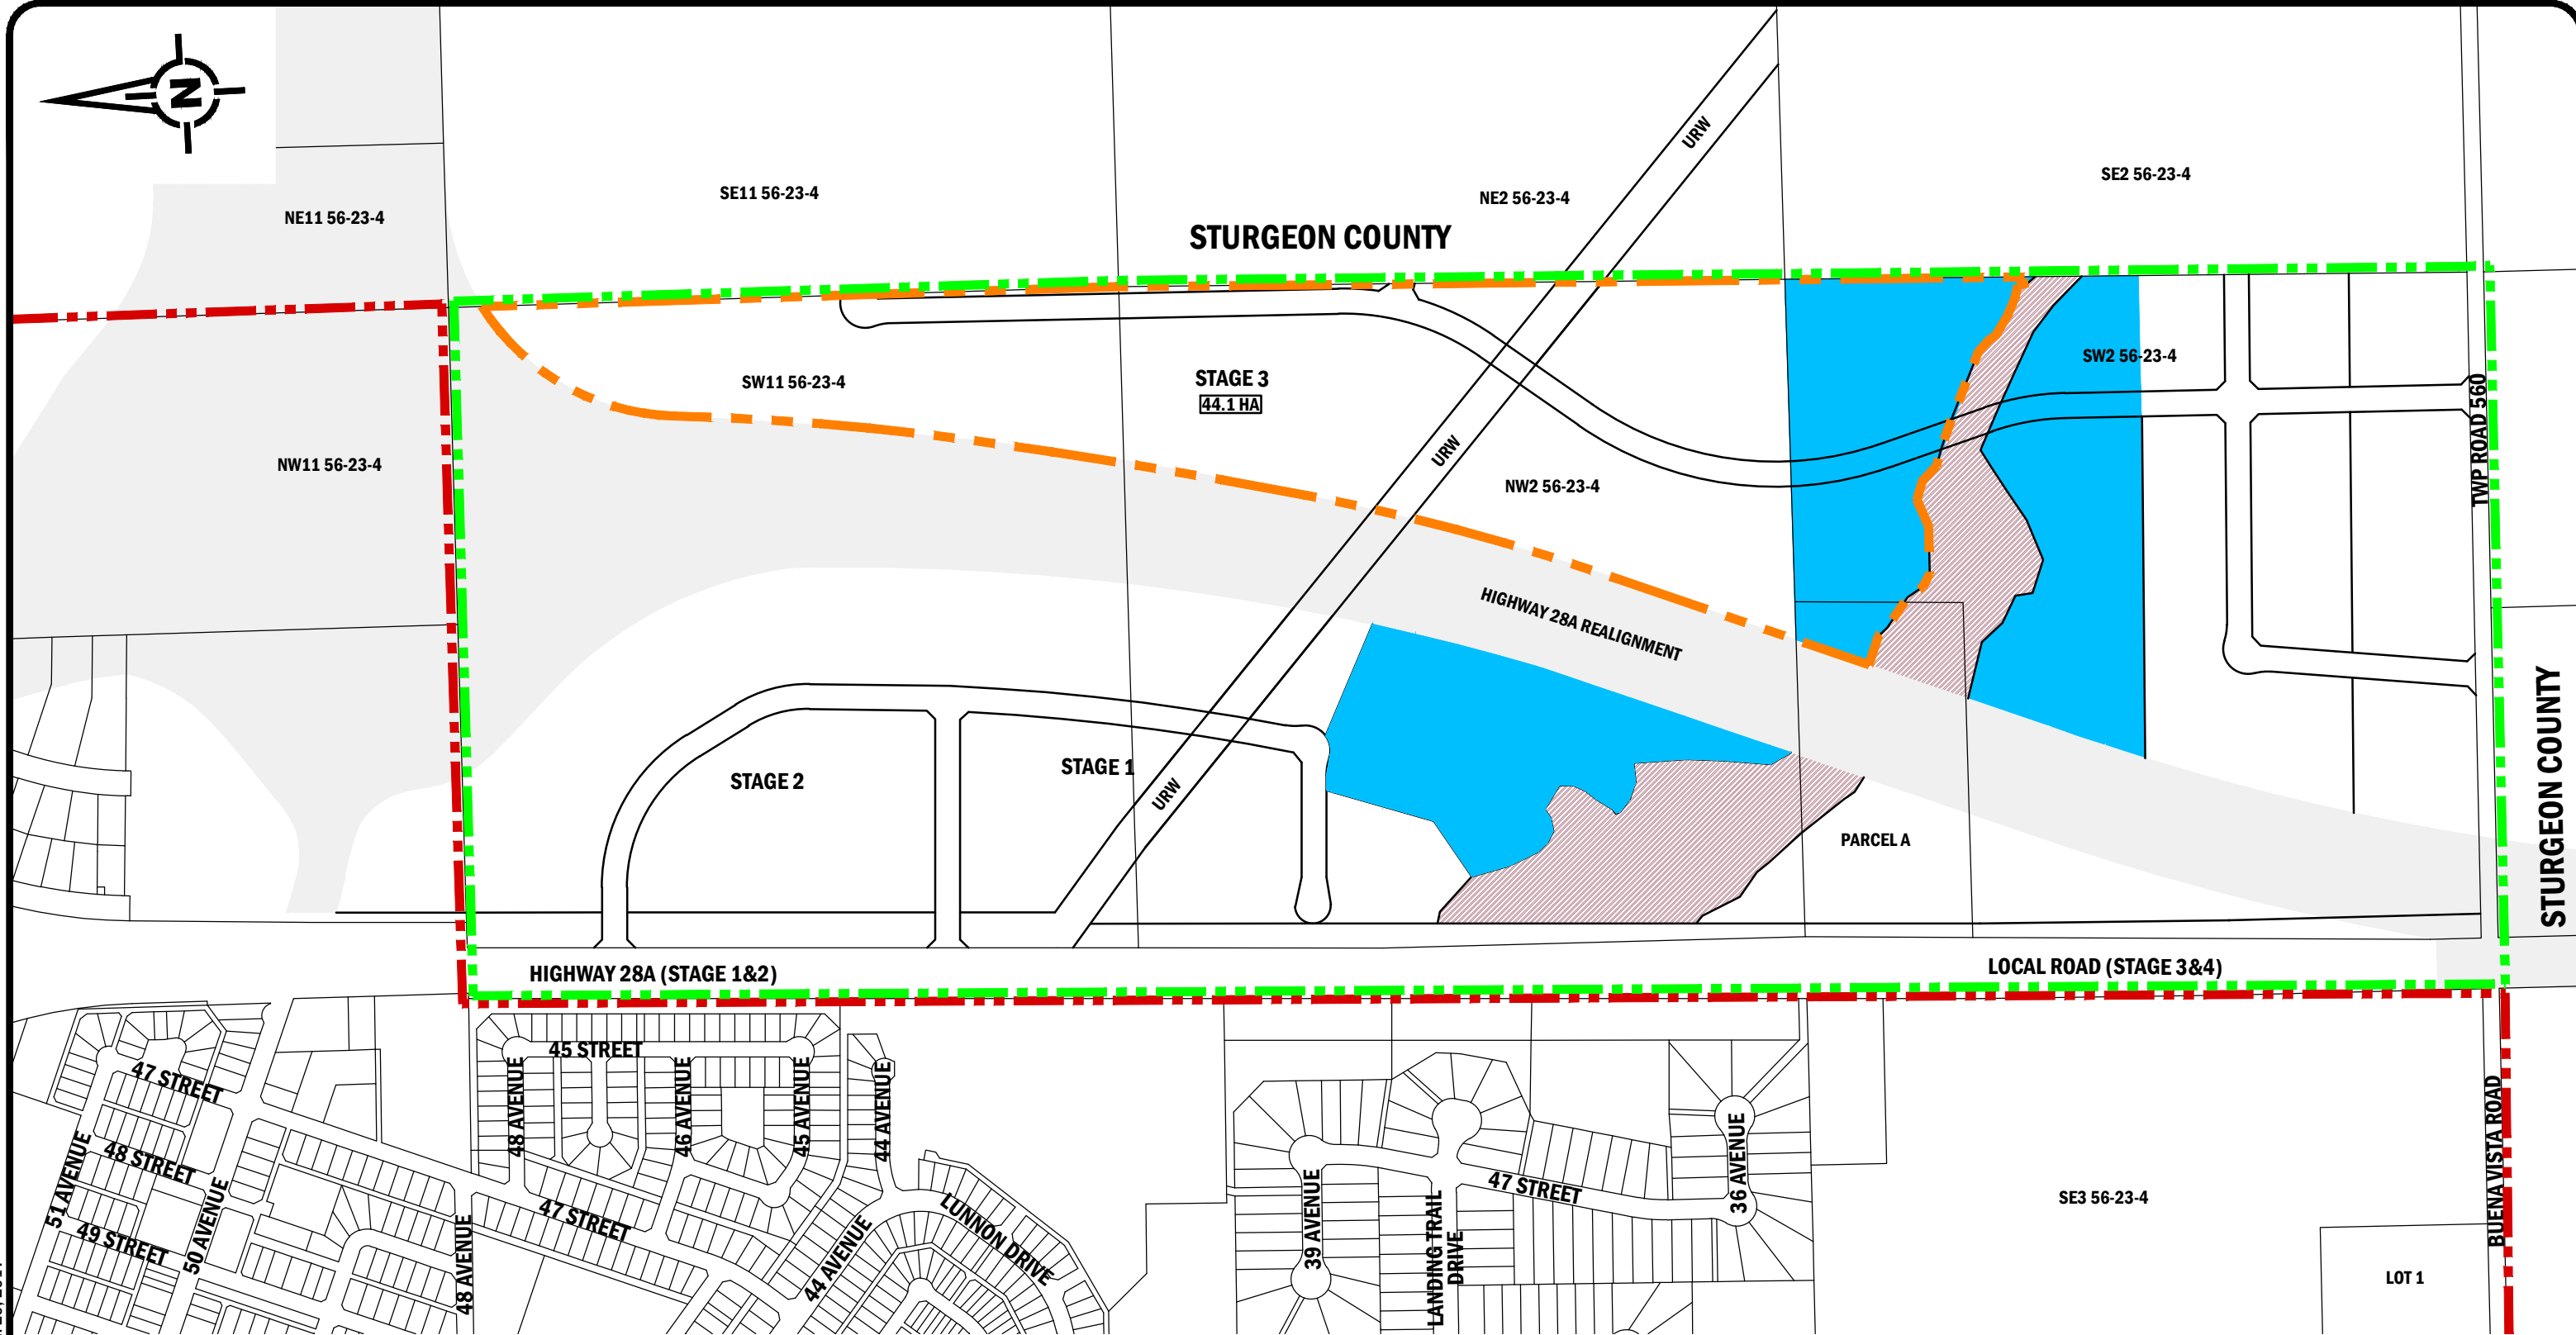 N
NE11 56-23-4
SE11 56-23-4
NE2 56-23-4
SE2 56-23-4
URW
STURGEON COUNTY
NW11 56-23-4
SW11 56-23-4
STAGE 3
44.1 HA
URW
NW2 56-23-4
SW2 56-23-4
TWP ROAD 560
HIGHWAY 28A REALIGNMENT
STAGE 2
STAGE 1
URW
PARCEL A
STURGEON COUNTY
HIGHWAY 28A (STAGE 1&2)
LOCAL ROAD (STAGE 3&4)
47 STREET
48 STREET
49 STREET
51 AVENUE
50 AVENUE
48 AVENUE
45 STREET
48 AVENUE
46 AVENUE
45 AVENUE
44 AVENUE
47 STREET
44 AVENUE
LUNNON DRIVE
39 AVENUE
LANDING TRAIL
DRIVE
47 STREET
36 AVENUE
SE3 56-23-4
BUENA VISTA ROAD
LOT 1